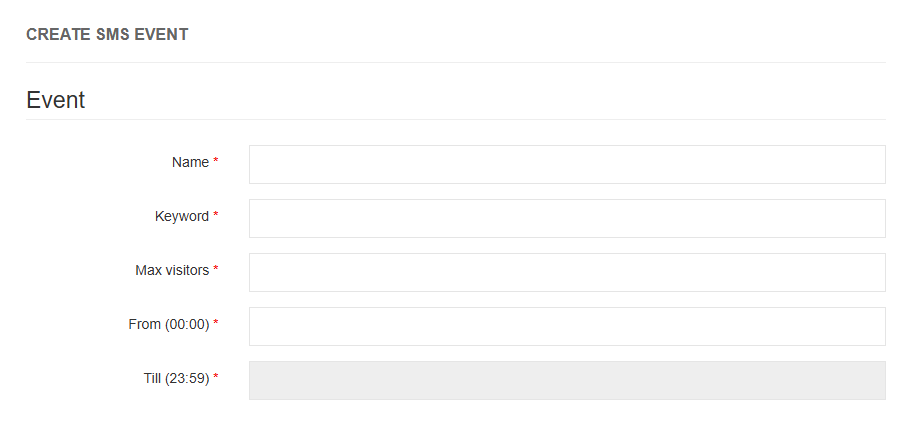 CREATE SMS EVENT
Event
Name *
Keyword *
Max visitors *
From (00:00) *
Till (23:59) *